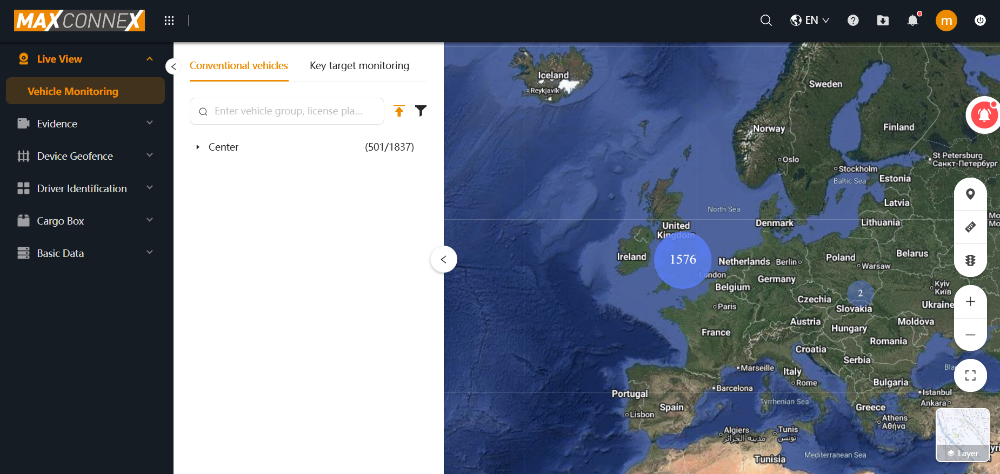 MAXCONNEX
EN
m
Live View
Vehicle Monitoring
Evidence
Device Geofence
Driver Identification
Cargo Box
Basic Data
Conventional vehicles
Key target monitoring
Enter vehicle group, license pla...
Center
(501/1837)
Iceland
Reykjavík
Sweden
Norway
Finland
Oslo
St Petersburg
Санкт-Петербург
Stockholm
Baltic Sea
Estonia
Latvia
North Sea
Denmark
Lithuania
Mo
Mo
United
Kingdom
Ireland
1576
Netherlands
Berlin
Poland
Warsaw
Belarus
London
Germany
Belgium
Kyiv
Київ
Czechia
2
Slovakia
Ukraine
Paris
Austria
Hungary
Moldova
France
Romania
Croatia
Serbia
Marseille
Italy
Rome
Blac
Bulgaria
Barcelona
Portugal
Istanbul
Ankara
Tyrrhenian Sea
Spain
Greece
Lisbon
Athens
Αθήνα
Algiers
مدينة الجزائر
Tunis
تونس
Tunisia
Mediterranean Sea
Layer
yri